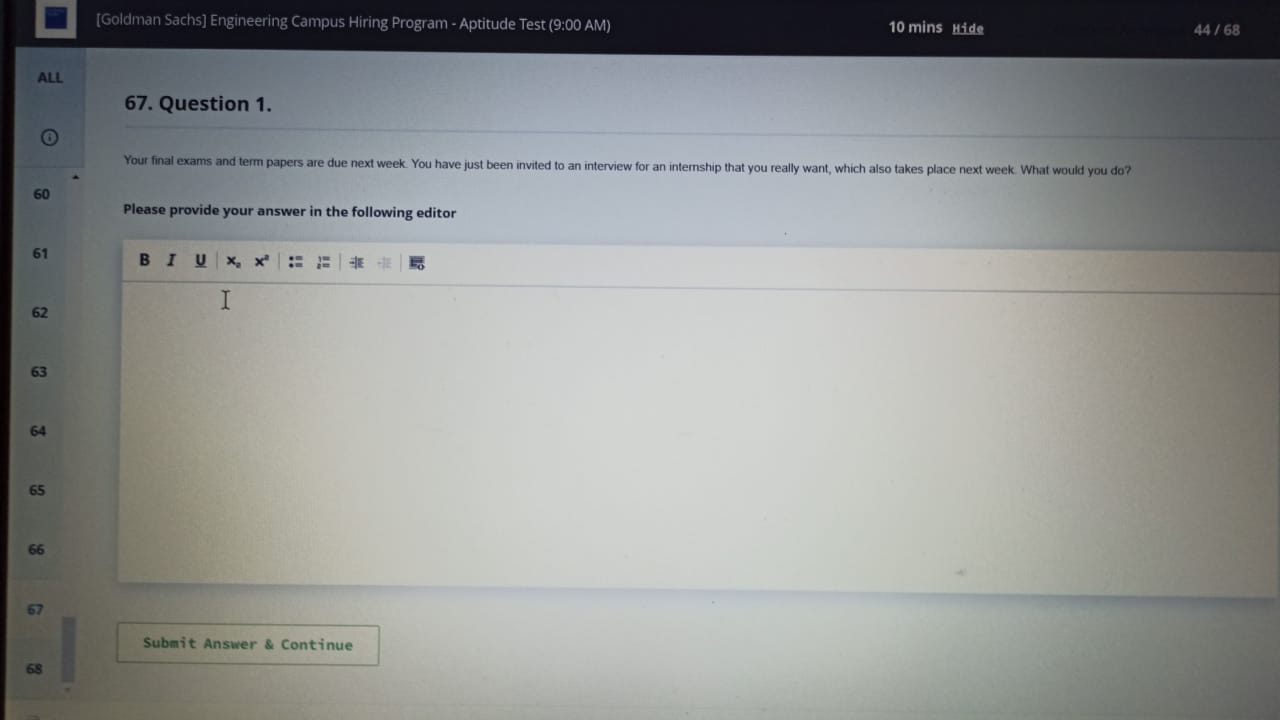 [Goldman Sachs] Engineering Campus Hiring Program - Aptitude Test (9:00 AM)
10 mins Hide
44 / 68
ALL
67. Question 1.
Your final exams and term papers are due next week. You have just been invited to an interview for an internship that you really want, which also takes place next week. What would you do?
60
Please provide your answer in the following editor
61
B I U X₂ X²
62
63
64
65
66
67
Submit Answer & Continue
68